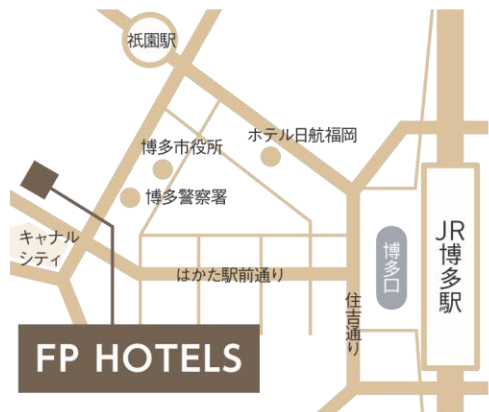 祇園駅
ホテル日航福岡
博多市役所
博多警察署
キャナル
シティ
はかた駅前通り
住吉通り
博多口
JR博多駅
FP HOTELS